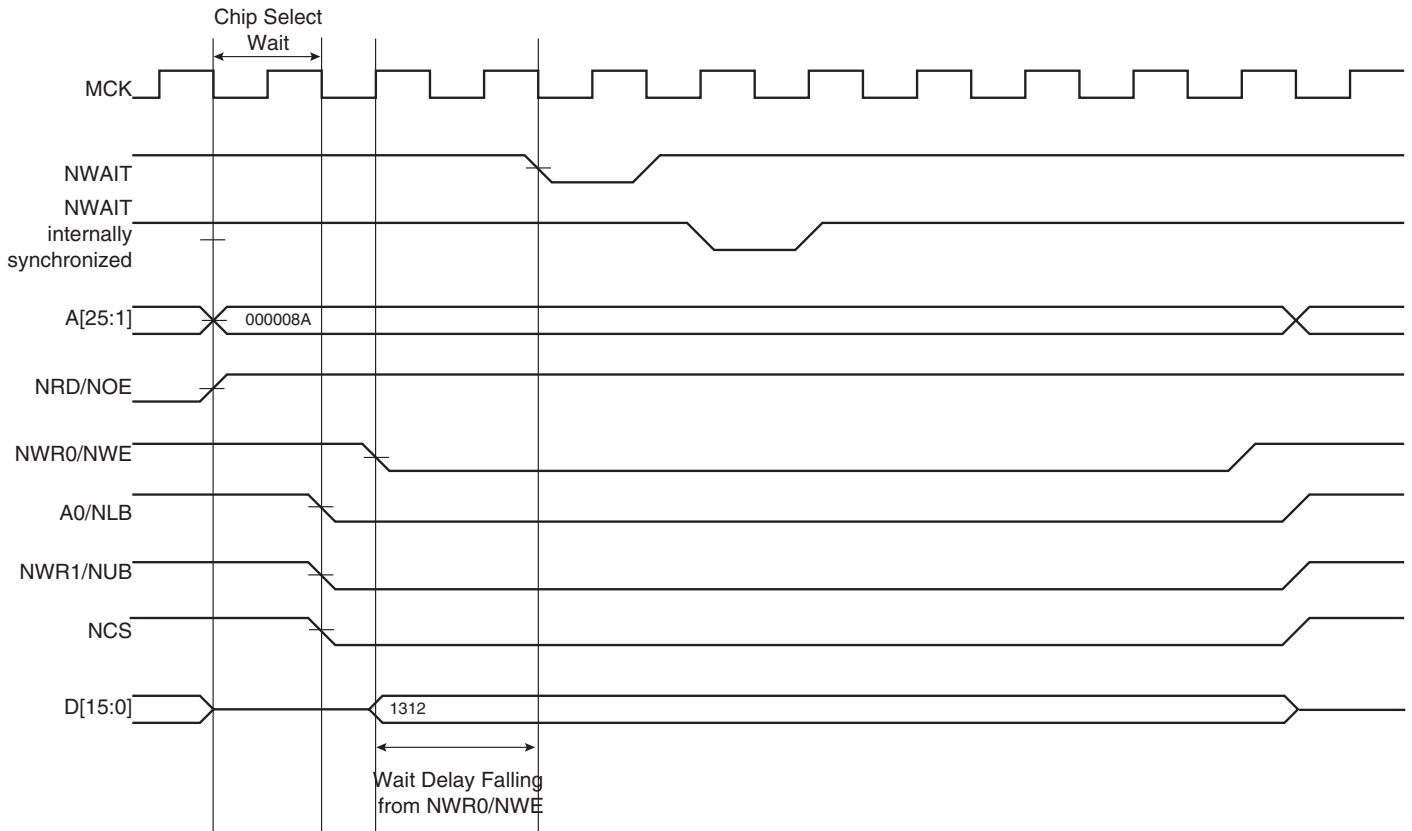 Chip Select
Wait
MCK
NWAIT
NWAIT
internally
synchronized
A[25:1]
000008A
NRD/NOE
NWR0/NWE
A0/NLB
NWR1/NUB
NCS
D[15:0]
1312
Wait Delay Falling
from NWR0/NWE